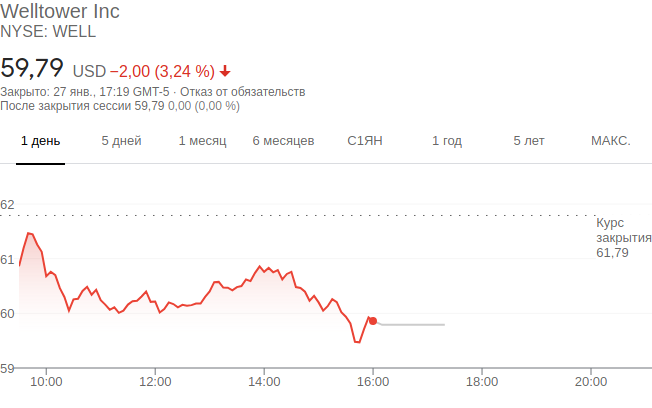 Welltower Inc
NYSE: WELL
59,79 USD −2,00 (3,24 %)
Закрыто: 27 янв., 17:19 GMT-5 · Отказ от обязательств
После закрытия сессии 59,79 0,00 (0,00 %)
1 день 5 дней 1 месяц 6 месяцев С1ЯН 1 год 5 лет МАКС.
62
Курс
закрытия
61,79
61
60
59
10:00 12:00 14:00 16:00 18:00 20:00